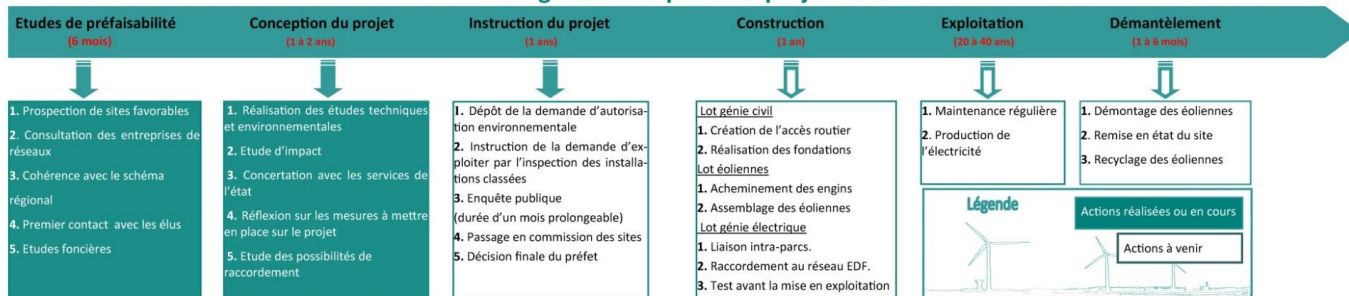 Etudes de préfaisabilité
(6 mois)
Conception du projet
(1 à 2 ans)
Instruction du projet
(1 ans)
Construction
(1 an)
Exploitation
(20 à 40 ans)
Démantèlement
(1 à 6 mois)
1. Prospection de sites favorables
2. Consultation des entreprises de
réseaux
3. Cohérence avec le schéma
régional
4. Premier contact avec les élus
5. Etudes foncières
1. Réalisation des études techniques
et environnementales
2. Etude d'impact
3. Concertation avec les services de
l'état
4. Réflexion sur les mesures à mettre
en place sur le projet
5. Etude des possibilités de
raccordement
1. Dépôt de la demande d'autorisa-
tion environnementale
2. Instruction de la demande d'ex-
ploiter par l'inspection des installa-
tions classées
3. Enquête publique
(durée d'un mois prolongeable)
4. Passage en commission des sites
5. Décision finale du préfet
Lot génie civil
1. Création de l'accès routier
2. Réalisation des fondations
Lot éoliennes
1. Acheminement des engins
2. Assemblage des éoliennes
Lot génie électrique
1. Liaison intra-parcs.
2. Raccordement au réseau EDF.
3. Test avant la mise en exploitation
1. Maintenance régulière
2. Production de
l'électricité
1. Démontage des éoliennes
2. Remise en état du site
3. Recyclage des éoliennes
Légende
Actions réalisées ou en cours
Actions à venir